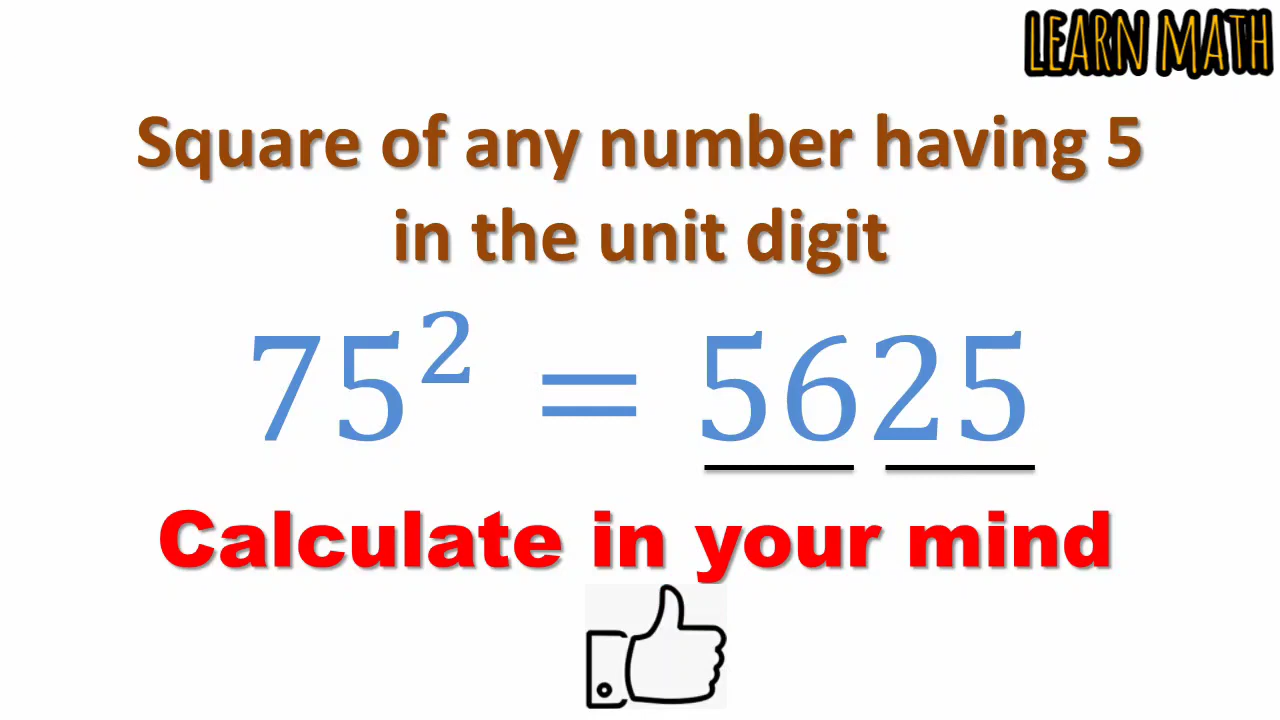 LEARN MATH
Square of any number having 5
in the unit digit
75² = 5625
Calculate in your mind